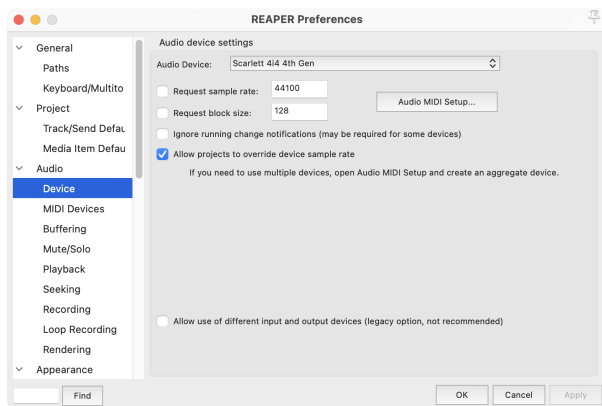 REAPER Preferences
General
Paths
Keyboard/Multito
Project
Track/Send Defau
Media Item Defau
Audio
Device
MIDI Devices
Buffering
Mute/Solo
Playback
Seeking
Recording
Loop Recording
Rendering
Appearance
Find
Audio device settings
Audio Device: Scarlett 4i4 4th Gen
Request sample rate: 44100
Request block size: 128
Audio MIDI Setup...
Ignore running change notifications (may be required for some devices)
Allow projects to override device sample rate
If you need to use multiple devices, open Audio MIDI Setup and create an aggregate device.
Allow use of different input and output devices (legacy option, not recommended)
OK Cancel Apply